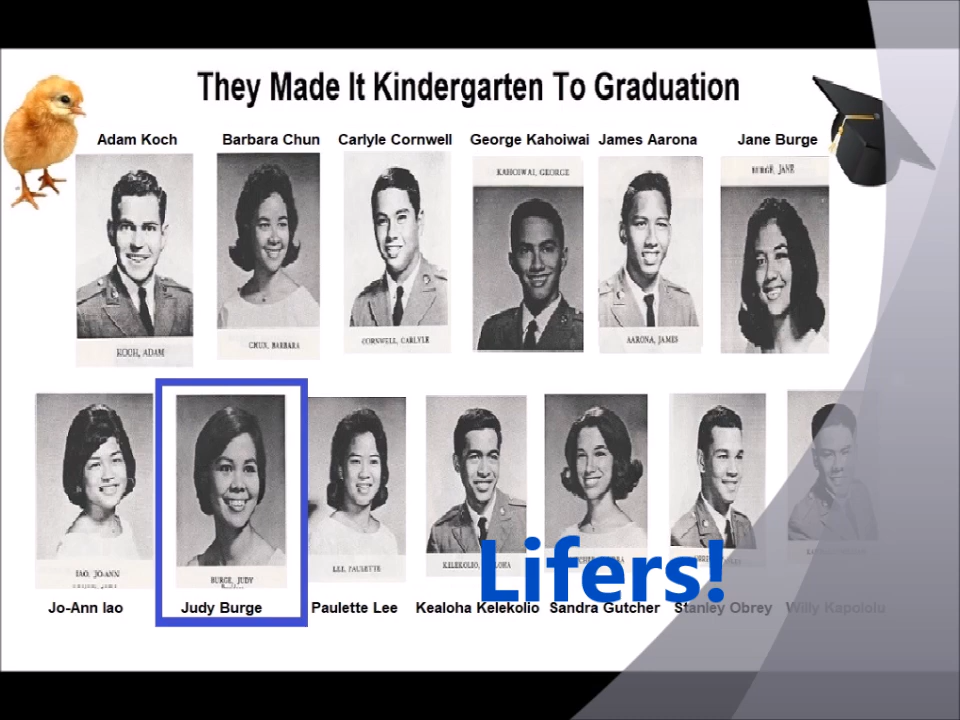 They Made It Kindergarten To Graduation
Adam Koch Barbara Chun Carlyle Cornwell George Kahoiwai James Aarona Jane Burge
KAHOIWAI, GEORGE
JANE
KOCH, ADAM
CHUN, BARBARA
CORNWELL, CARLYLE
AARONA, JAMES
IAO, JO-ANN
BURGE, JUDY
LEE, PAULETTE
KELEKOLIO,
Lifers!
Jo-Ann Iao Judy Burge Paulette Lee Kealoha Kelekolio Sandra Gutcher Stanley Obrey Willy Kapololu